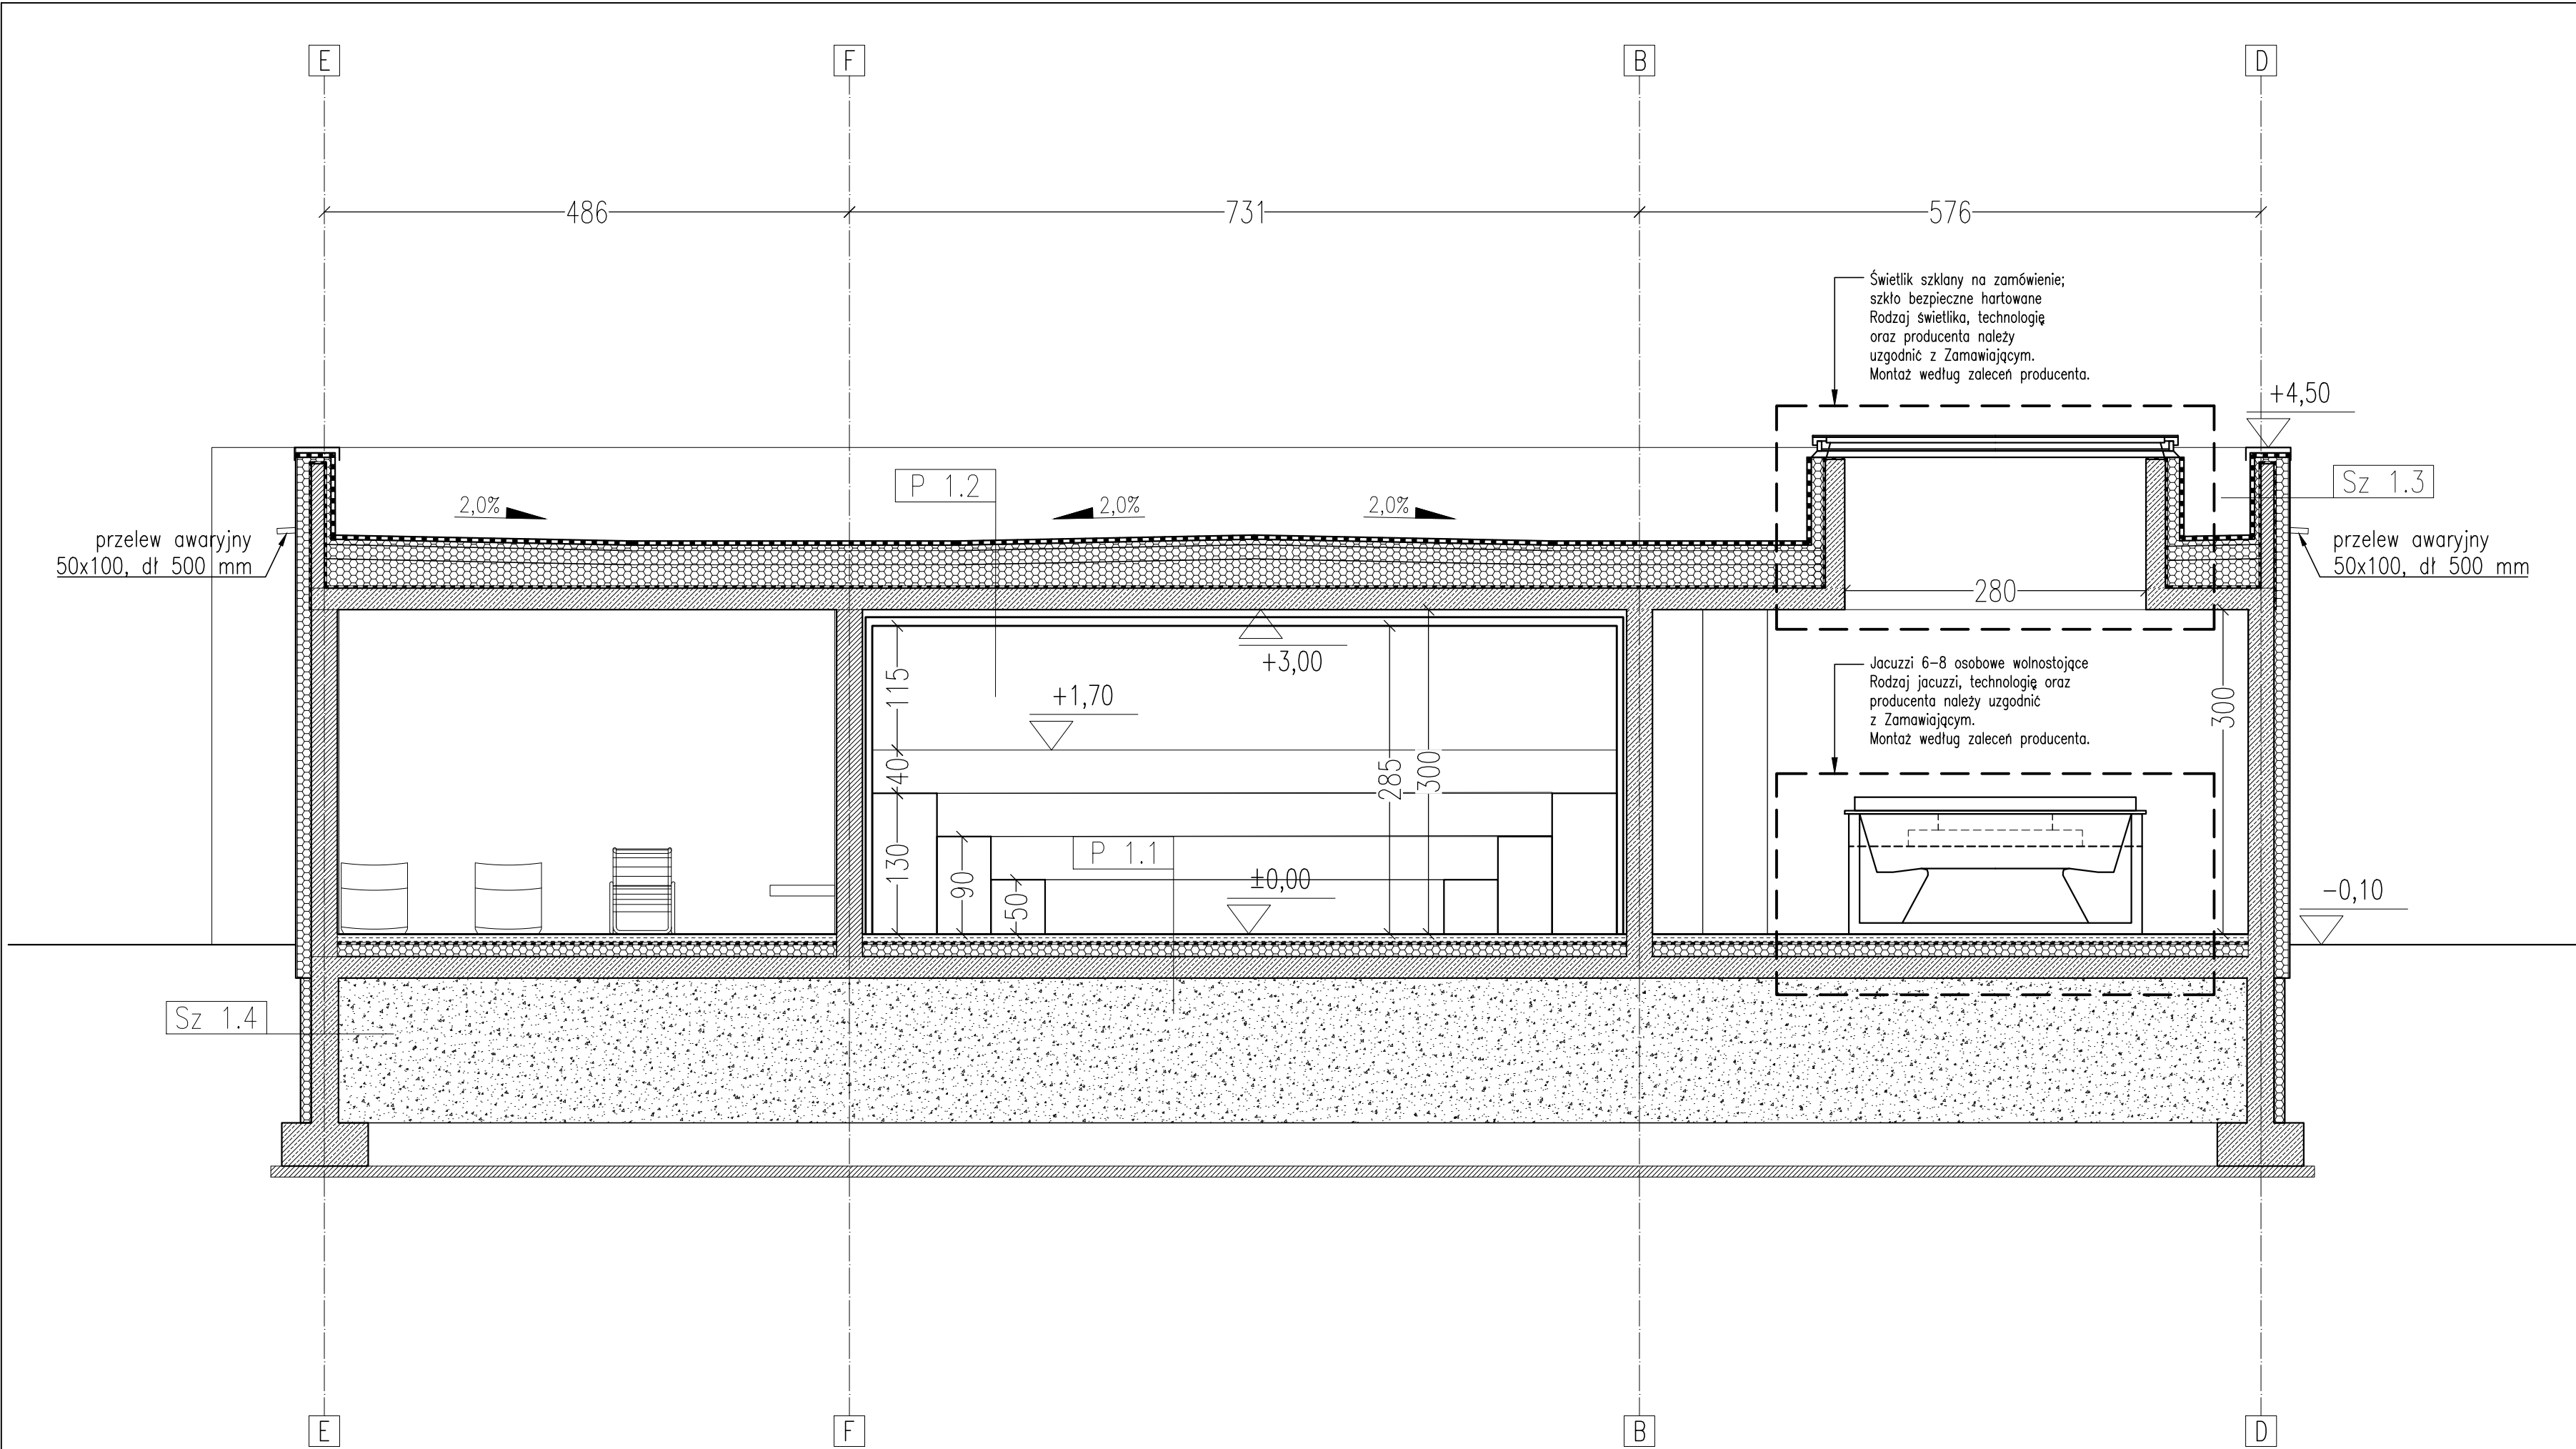 E
F
B
D
486
731
576
Świetlik szklany na zamówienie;
szkło bezpieczne hartowane
Rodzaj świetlika, technologię
oraz producenta należy
uzgodnić z Zamawiającym.
Montaż według zaleceń producenta.
+4,50
P 1.2
Sz 1.3
2,0%
2,0%
2,0%
przelew awaryjny
50x100, dł 500 mm
przelew awaryjny
50x100, dł 500 mm
280
+3,00
115
+1,70
Jacuzzi 6-8 osobowe wolnostojące
Rodzaj jacuzzi, technologię oraz
producenta należy uzgodnić
z Zamawiającym.
Montaż według zaleceń producenta.
300
40
285
300
130
90
50
P 1.1
±0,00
-0,10
Sz 1.4
E
F
B
D